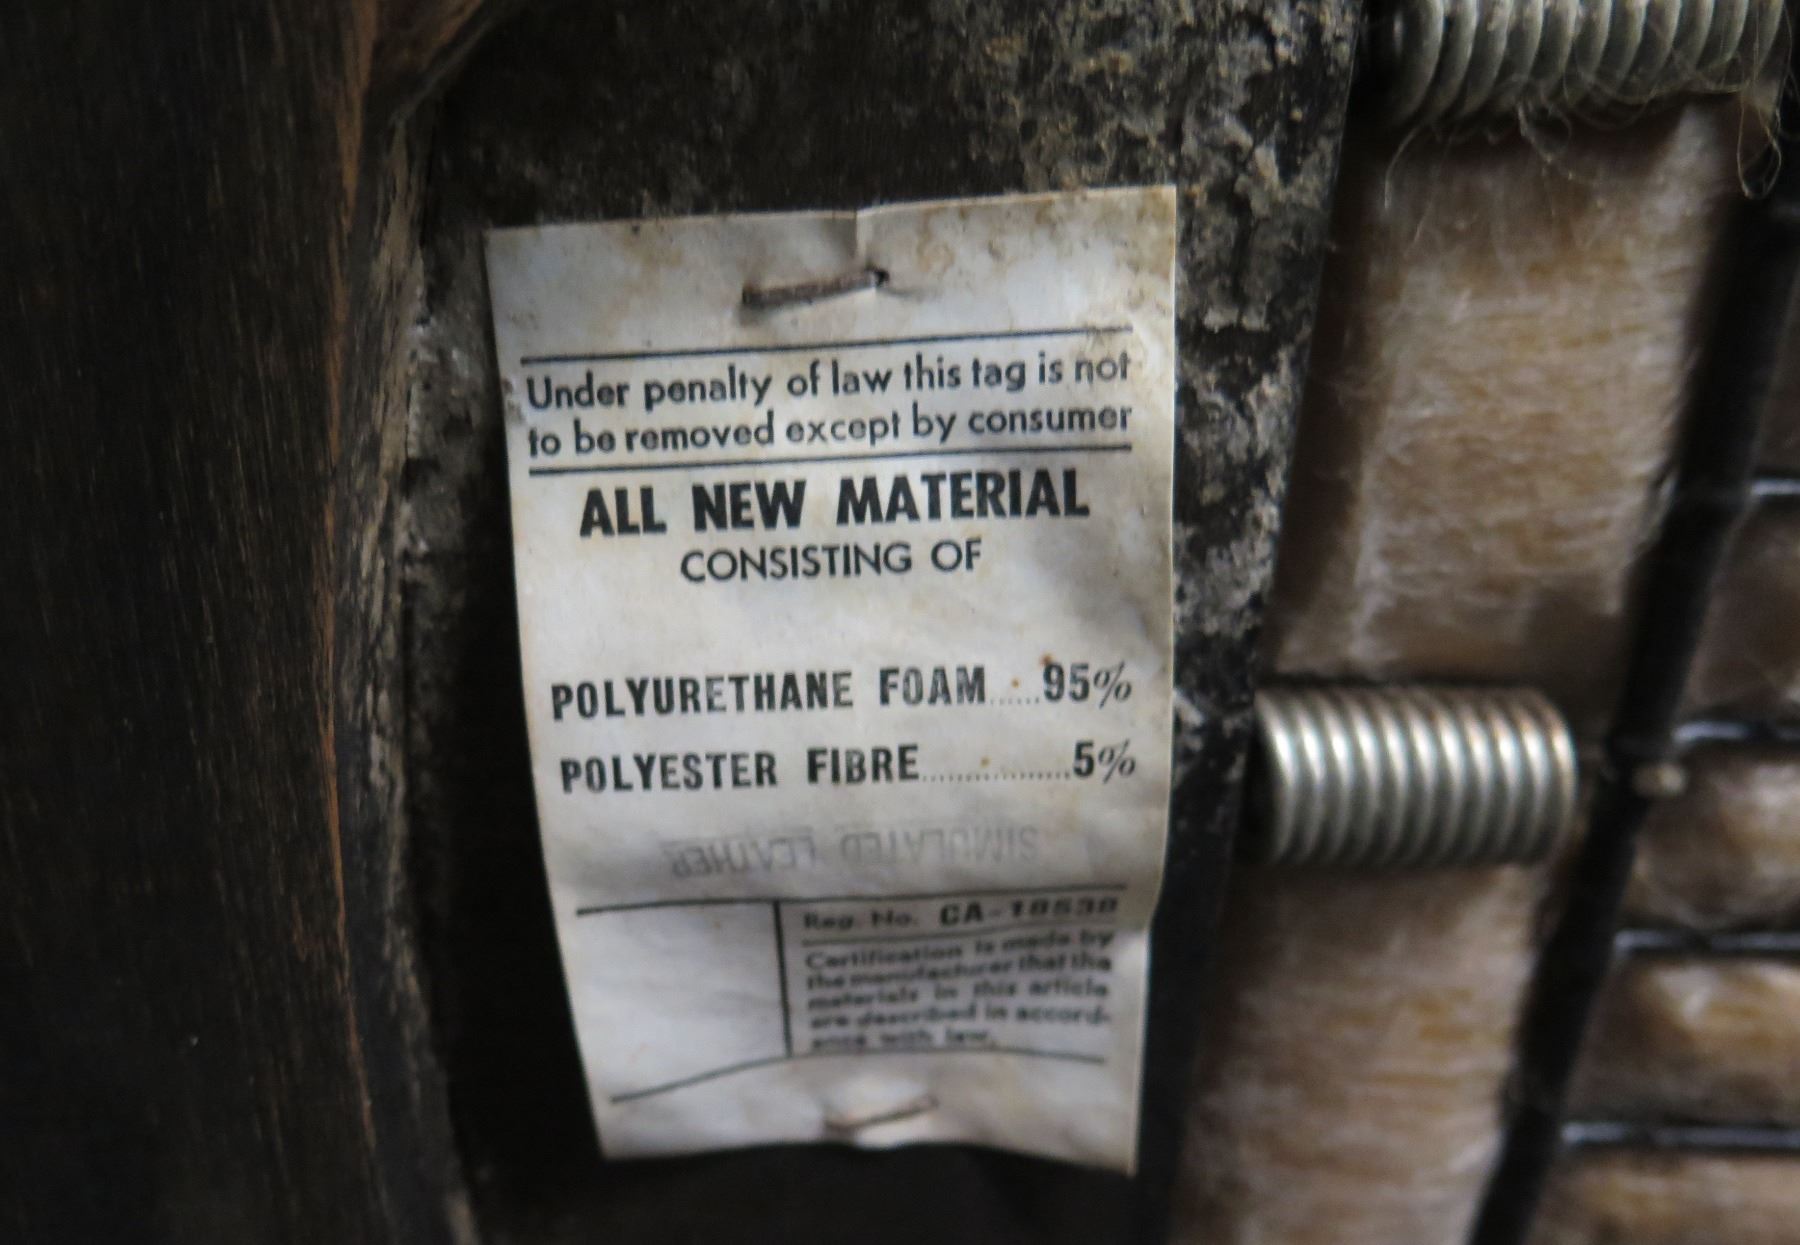 Under penalty of law this tag is not
to be removed except by consumer
ALL NEW MATERIAL
CONSISTING OF
POLYURETHANE FOAM......95%
POLYESTER FIBRE..................5%
SIMULATED LEATHER
Reg. No. CA-18638
Certification is made by
the manufacturer that the
materials in this article
are described in accord-
ance with law.